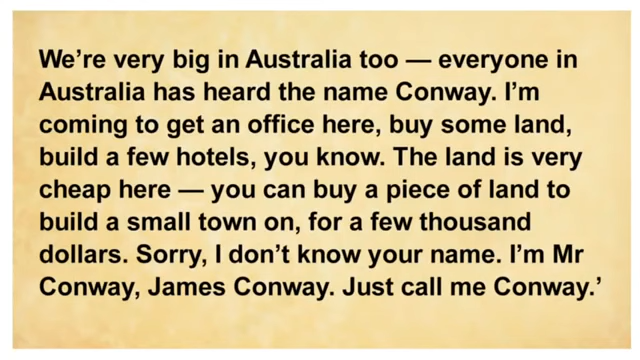 We’re very big in Australia too — everyone in
Australia has heard the name Conway. I’m
coming to get an office here, buy some land,
build a few hotels, you know. The land is very
cheap here — you can buy a piece of land to
build a small town on, for a few thousand
dollars. Sorry, I don’t know your name. I’m Mr
Conway, James Conway. Just call me Conway.’